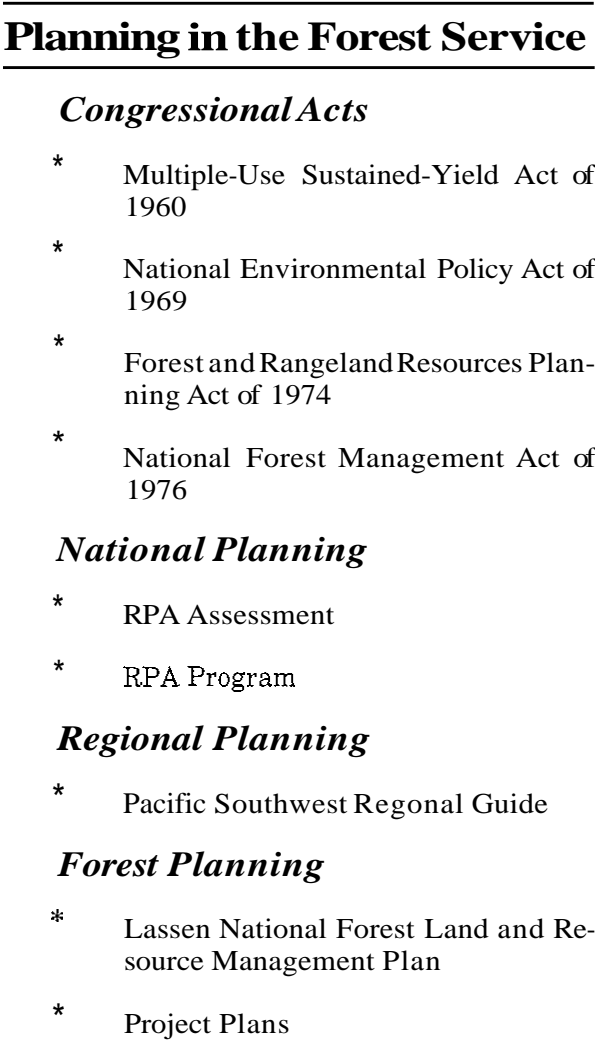 Planning in the Forest Service
Congressional Acts
* Multiple-Use Sustained-Yield Act of
1960
* National Environmental Policy Act of
1969
* Forest and Rangeland Resources Plan-
ning Act of 1974
* National Forest Management Act of
1976
National Planning
* RPA Assessment
* RPA Program
Regional Planning
* Pacific Southwest Regonal Guide
Forest Planning
* Lassen National Forest Land and Re-
source Management Plan
* Project Plans